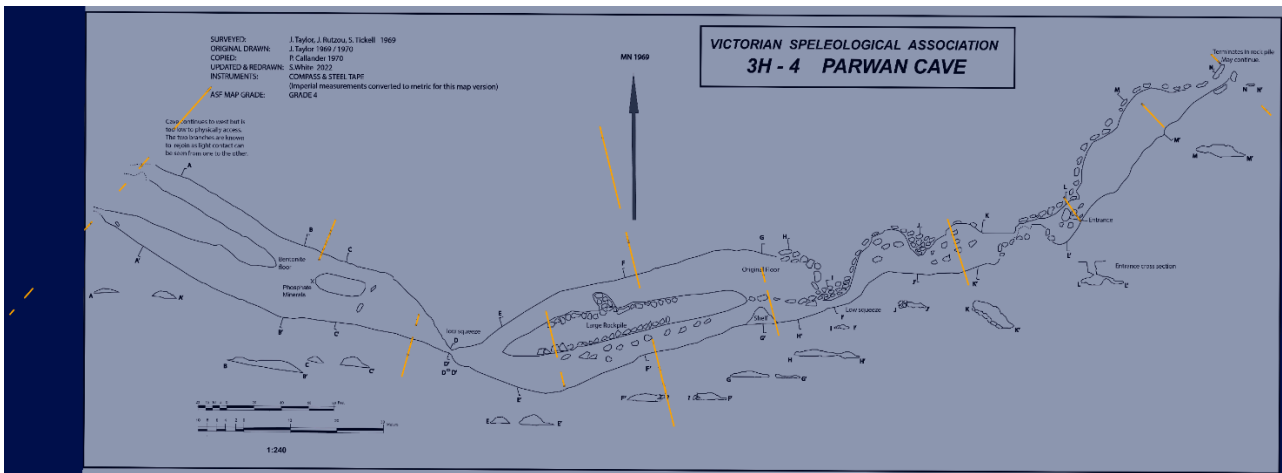 SURVEYED: J. Taylor, J. Rutzou, S. Tickell 1969
ORIGINAL DRAWN: J. Taylor 1969 / 1970
COPIED: P. Callander 1970
UPDATED & REDRAWN: S.White 2022
INSTRUMENTS: COMPASS & STEEL TAPE
(Imperial measurements converted to metric for this map version)
ASF MAP GRADE: GRADE 4
MN 1969
VICTORIAN SPELEOLOGICAL ASSOCIATION
3H - 4 PARWAN CAVE
Terminates in rock pile
May continue.
Cave continues to west but is
too low to physically access.
The two branches are known
to rejoin as light contact can
be seen from one to the other.
N
N N'
M
M'
M M'
A
A'
A A'
B
B'
B B'
C
C'
C C'
Bentonite
floor
Phosphate
Minerals
X
low squeeze
D
D'
D D'
E
E'
E E'
F
F'
Large Rockpile
G
G'
G G'
Original Floor
Shelf
H
H'
H H'
I
Low squeeze
J
K
K'
K K'
L
L'
Entrance
Entrance cross section
1:240